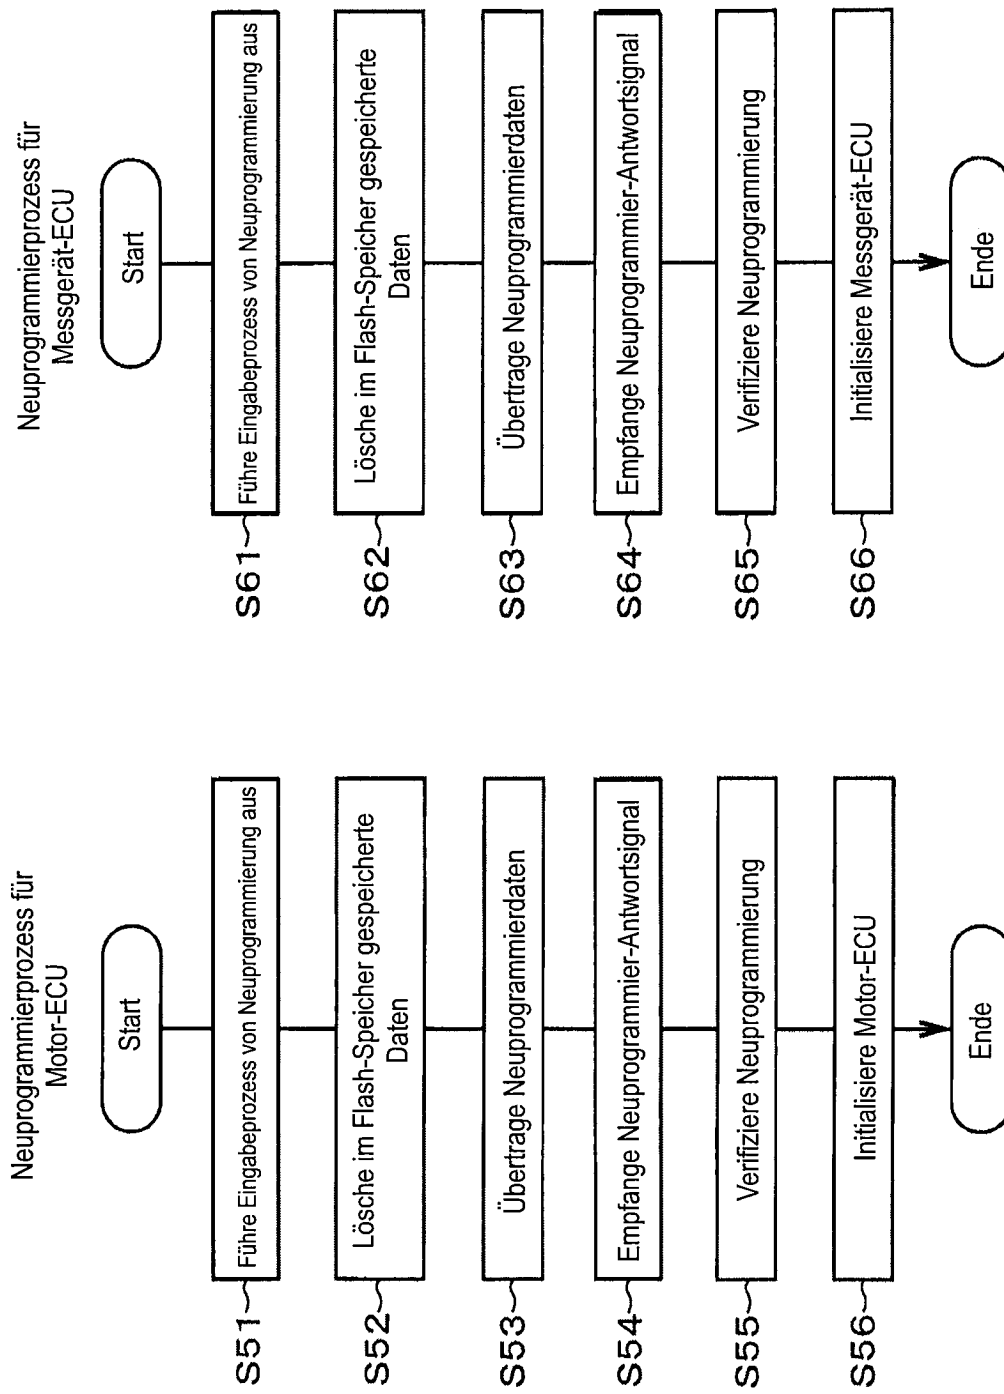 Neuprogrammierprozess für
Motor-ECU
Start
S51
Führe Eingabeprozess von Neuprogrammierung aus
S52
Lösche im Flash-Speicher gespeicherte
Daten
S53
Übertrage Neuprogrammierdaten
S54
Empfange Neuprogrammier-Antwortsignal
S55
Verifiziere Neuprogrammierung
S56
Initialisiere Motor-ECU
Ende
Neuprogrammierprozess für
Messgerät-ECU
Start
S61
Führe Eingabeprozess von Neuprogrammierung aus
S62
Lösche im Flash-Speicher gespeicherte
Daten
S63
Übertrage Neuprogrammierdaten
S64
Empfange Neuprogrammier-Antwortsignal
S65
Verifiziere Neuprogrammierung
S66
Initialisiere Messgerät-ECU
Ende